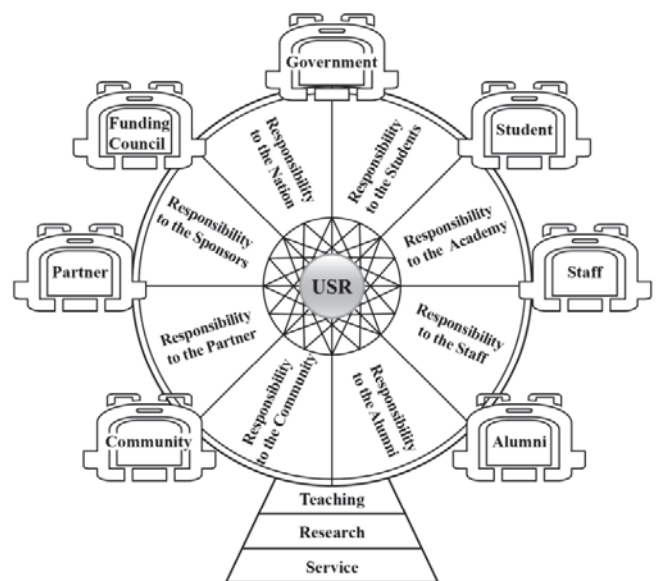 Government
Funding
Council
Student
Partner
Staff
Community
Alumni
Responsibility
to the Nation
Responsibility
to the Students
Responsibility
to the Sponsors
Responsibility
to the Academy
USR
Responsibility
to the Partner
Responsibility
to the Staff
Responsibility
to the Community
Responsibility
to the Alumni
Teaching
Research
Service